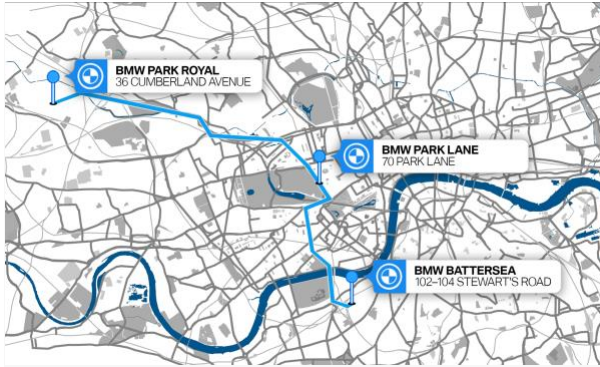 BMW PARK ROYAL
36 CUMBERLAND AVENUE
BMW PARK LANE
70 PARK LANE
BMW BATTERSEA
102–104 STEWART'S ROAD